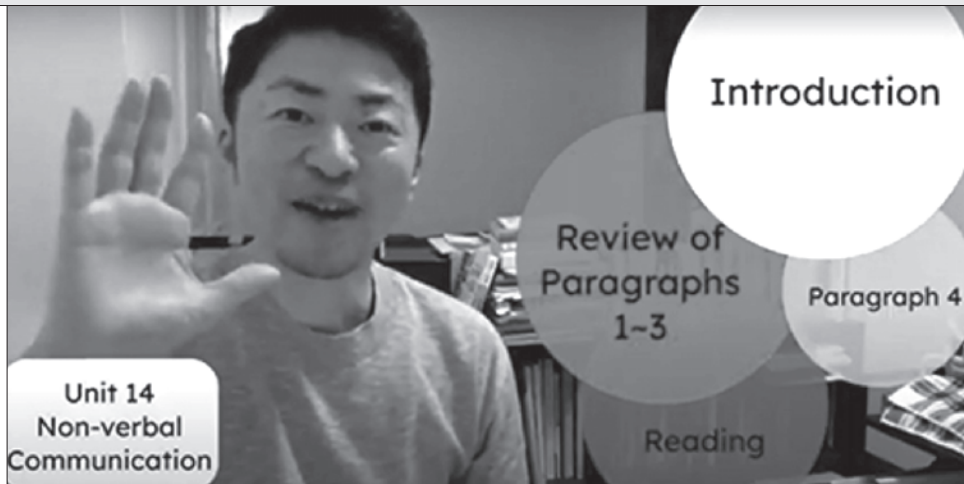 Introduction
Review of
Paragraphs
1~3
Paragraph 4
Reading
Unit 14
Non-verbal
Communication